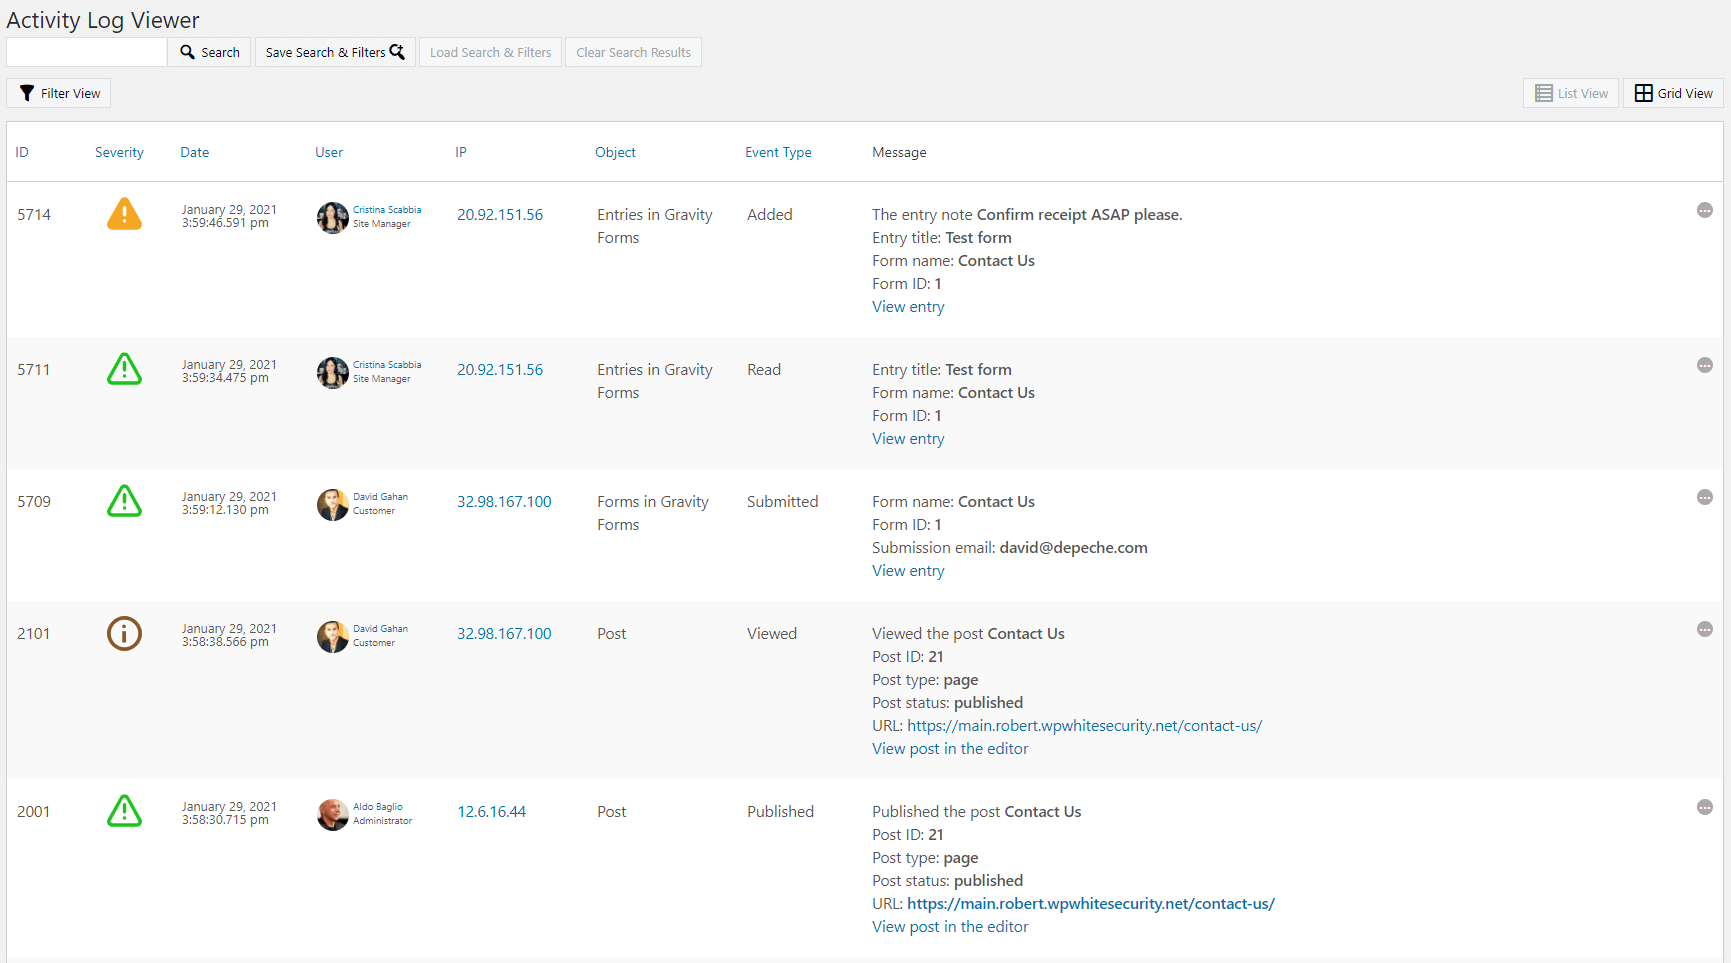 Activity Log Viewer
Search Save Search & Filters Load Search & Filters Clear Search Results
Filter View List View Grid View
ID Severity Date User IP Object Event Type Message
5714 January 29, 2021 Cristina Scabbia 20.92.151.56 Entries in Gravity Added The entry note Confirm receipt ASAP please.
3:59:46.591 pm Site Manager
Forms Entry title: Test form
Form name: Contact Us
Form ID: 1
View entry
5711 January 29, 2021 Cristina Scabbia 20.92.151.56 Entries in Gravity Read Entry title: Test form
3:59:34.475 pm Site Manager
Forms Form name: Contact Us
Form ID: 1
View entry
5709 January 29, 2021 David Gahan 32.98.167.100 Forms in Gravity Submitted Form name: Contact Us
3:59:12.130 pm Customer
Forms Form ID: 1
Submission email: david@depeche.com
View entry
2101 January 29, 2021 David Gahan 32.98.167.100 Post Viewed Viewed the post Contact Us
3:58:38.566 pm Customer
Post ID: 21
Post type: page
Post status: published
URL: https://main.robert.wpwhitesecurity.net/contact-us/
View post in the editor
2001 January 29, 2021 Aldo Baglio 12.6.16.44 Post Published Published the post Contact Us
3:58:30.715 pm Administrator
Post ID: 21
Post type: page
Post status: published
URL: https://main.robert.wpwhitesecurity.net/contact-us/
View post in the editor